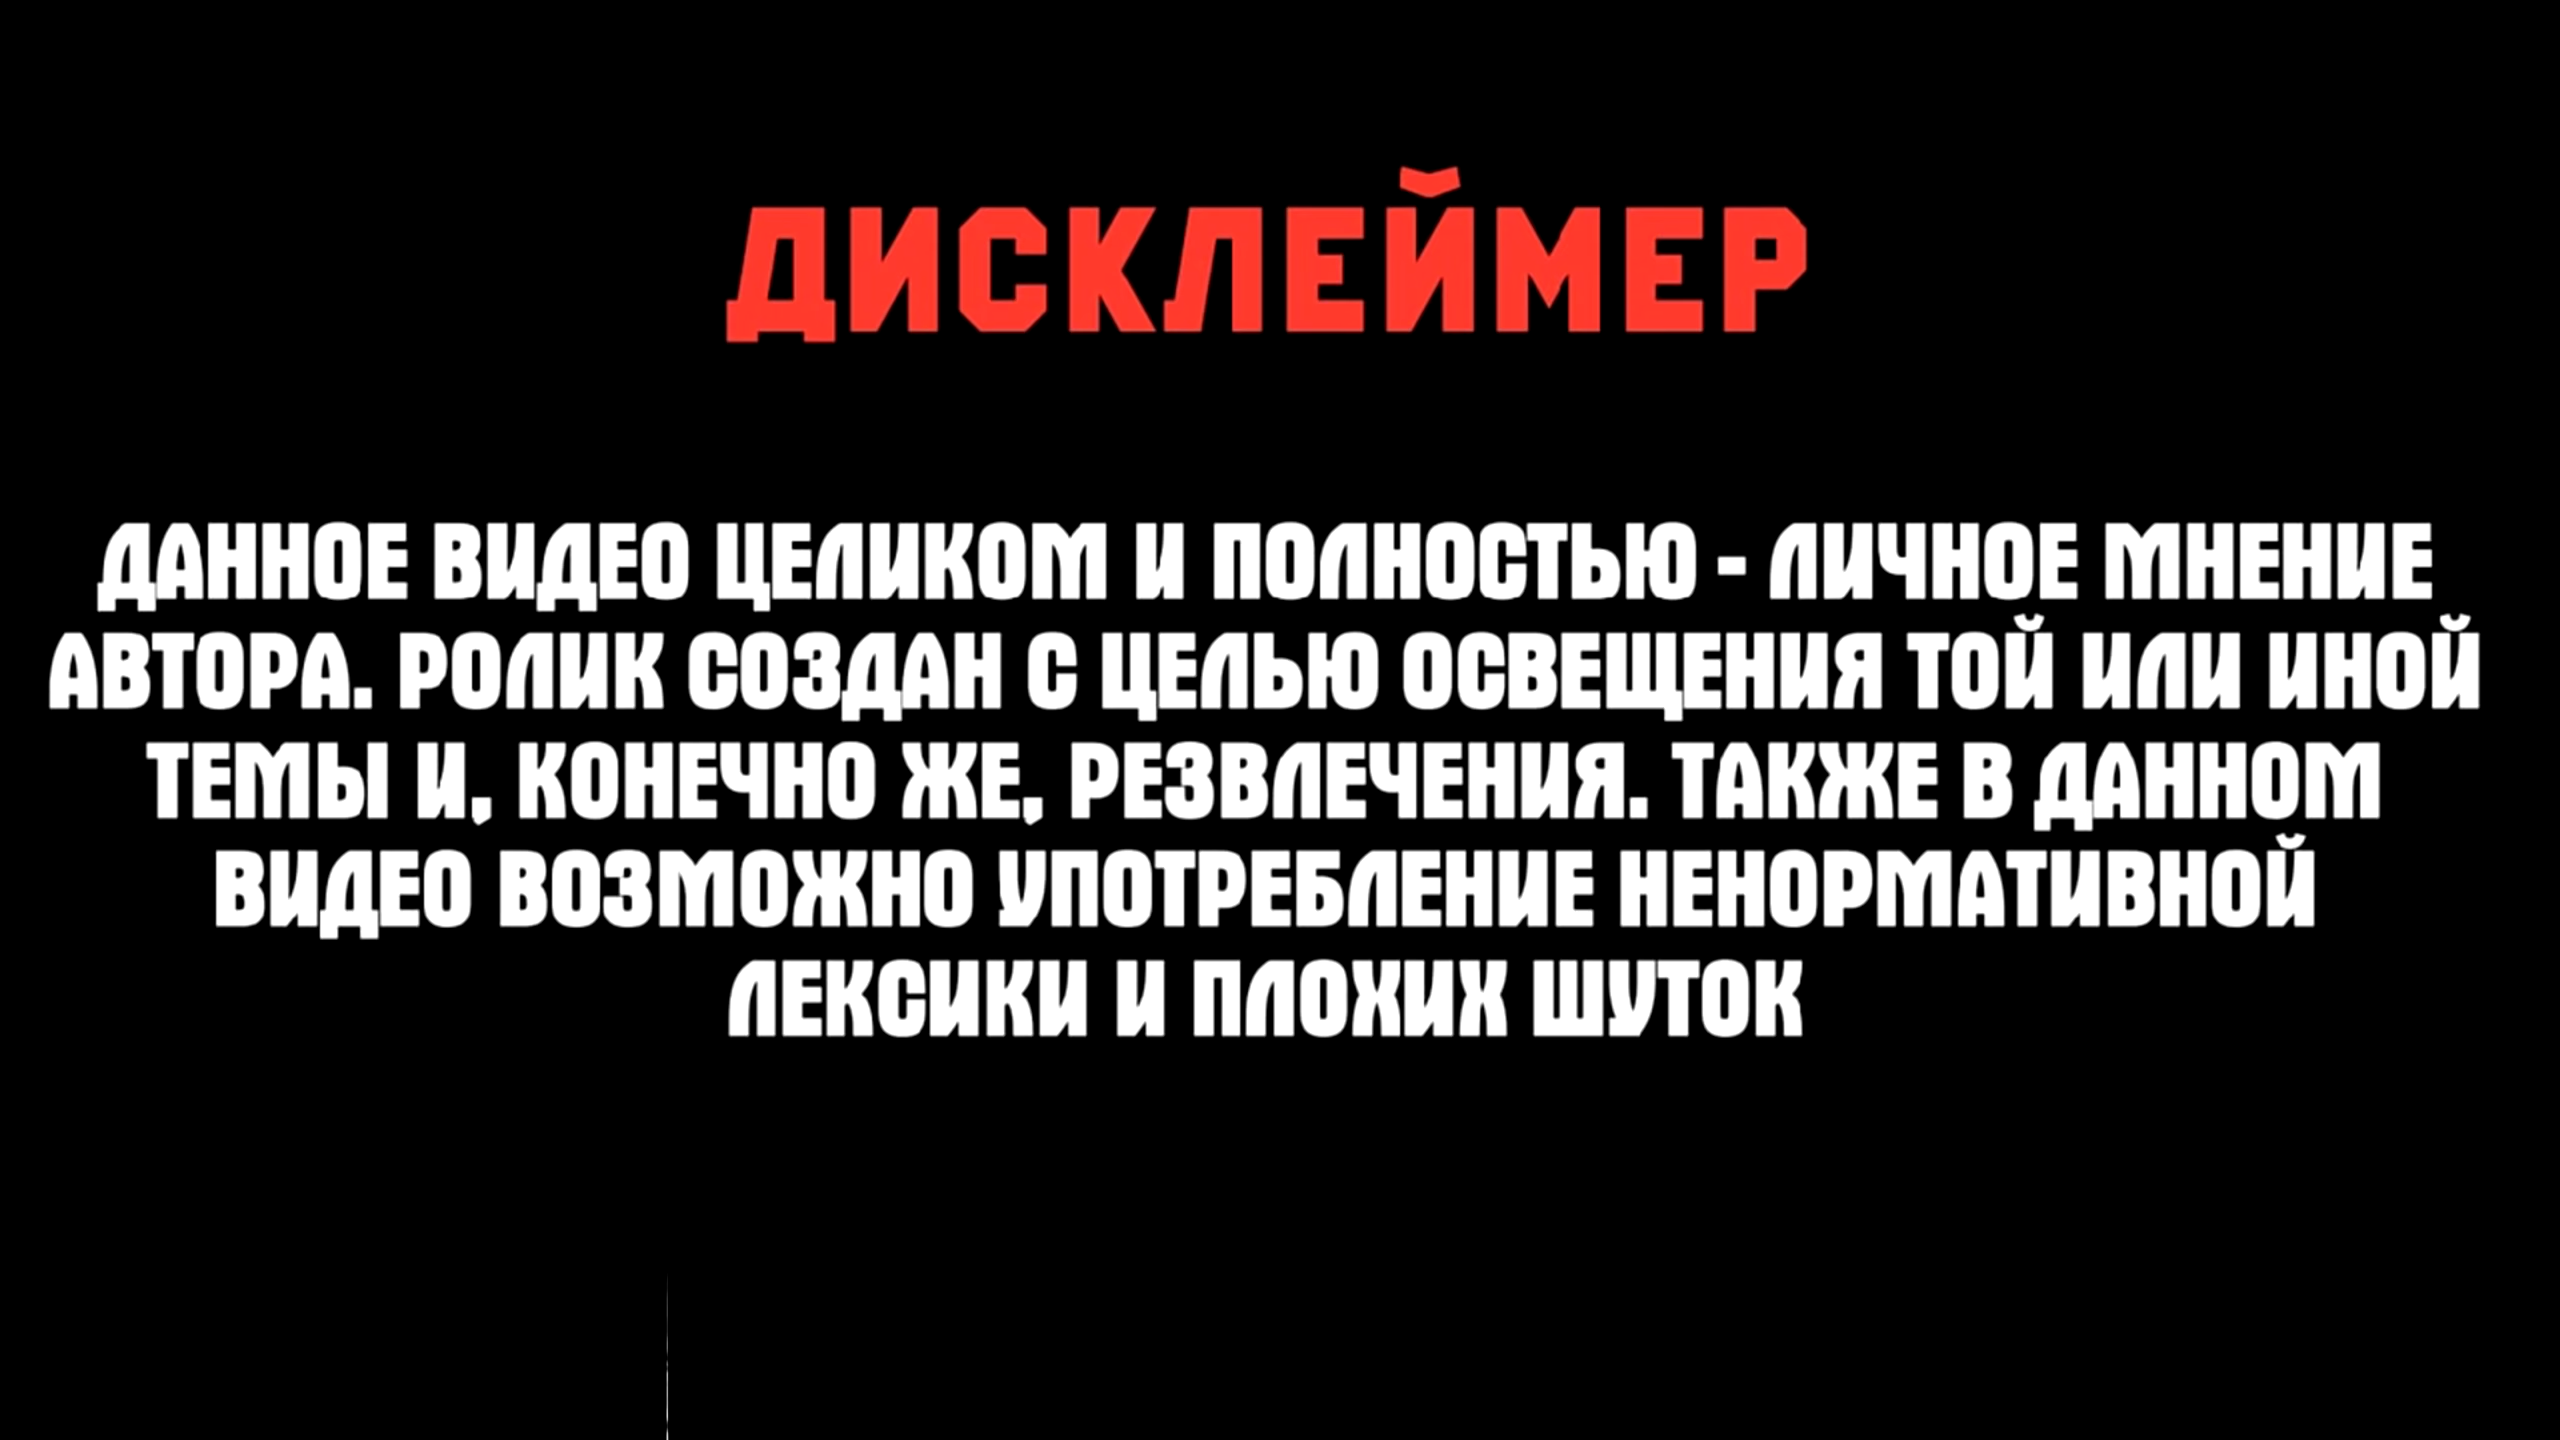 ДИСКЛЕЙМЕР
ДАННОЕ ВИДЕО ЦЕЛИКОМ И ПОЛНОСТЬЮ - ЛИЧНОЕ МНЕНИЕ
АВТОРА. РОЛИК СОЗДАН С ЦЕЛЬЮ ОСВЕЩЕНИЯ ТОЙ ИЛИ ИНОЙ
ТЕМЫ И, КОНЕЧНО ЖЕ, РЕЗВЛЕЧЕНИЯ. ТАКЖЕ В ДАННОМ
ВИДЕО ВОЗМОЖНО УПОТРЕБЛЕНИЕ НЕНОРМАТИВНОЙ
ЛЕКСИКИ И ПЛОХИХ ШУТОК